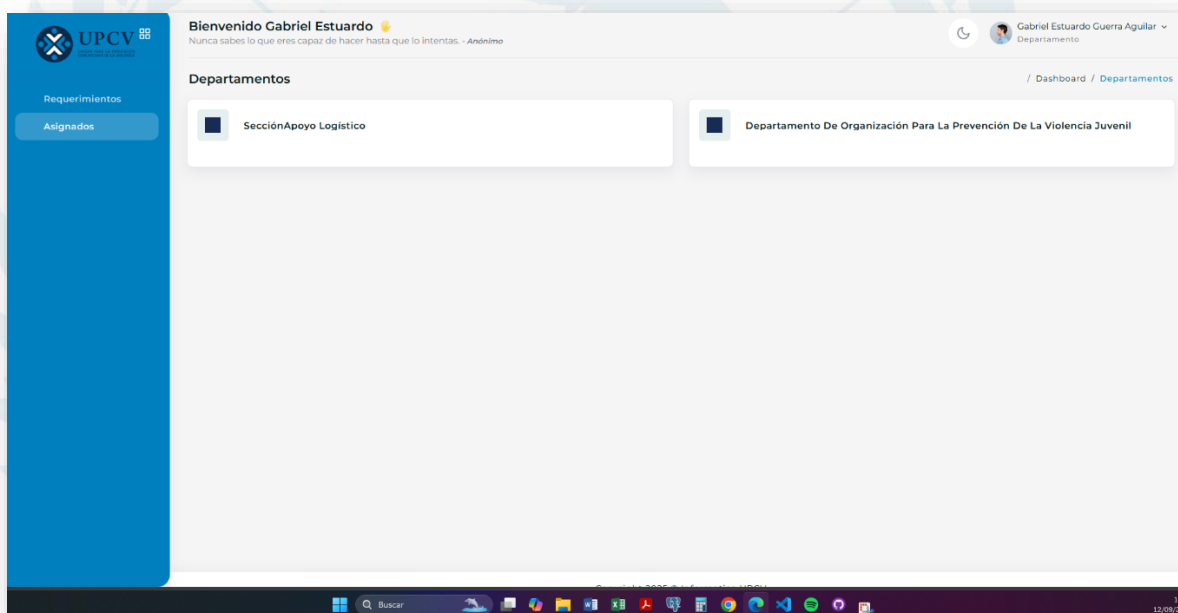 UPCV
Bienvenido Gabriel Estuardo
Nunca sabes lo que eres capaz de hacer hasta que lo intentas. - Anónimo
Gabriel Estuardo Guerra Aguilar
Departamento
Departamentos
/ Dashboard / Departamentos
Requerimientos
Asignados
SecciónApoyo Logístico
Departamento De Organización Para La Prevención De La Violencia Juvenil
Buscar